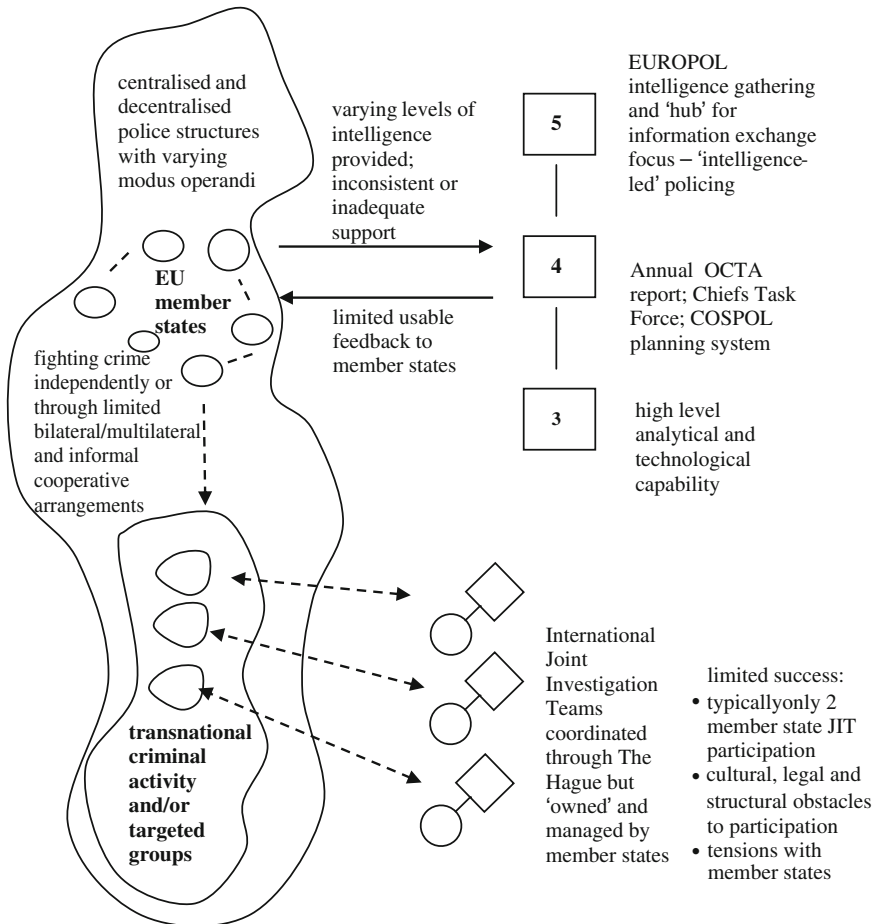 centralised and
decentralised
police structures
with varying
modus operandi
varying levels of
intelligence
provided;
inconsistent or
inadequate
support
5
EUROPOL
intelligence gathering
and ‘hub’ for
information exchange
focus – ‘intelligence-
led’ policing
EU
member
states
4
Annual OCTA
report; Chiefs Task
Force; COSPOL
planning system
limited usable
feedback to
member states
fighting crime
independently or
through limited
bilateral/multilateral
and informal
cooperative
arrangements
3
high level
analytical and
technological
capability
transnational
criminal
activity
and/or
targeted
groups
International
Joint
Investigation
Teams
coordinated
through The
Hague but
‘owned’ and
managed by
member states
limited success:
• typicallyonly 2
member state JIT
participation
• cultural, legal and
structural obstacles
to participation
• tensions with
member states